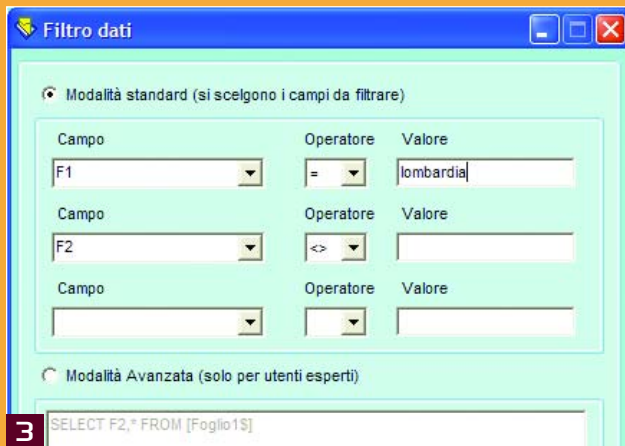 Filtro dati
Modalità standard (si scelgono i campi da filtrare)
Campo Operatore Valore
F1 = lombardia
Campo Operatore Valore
F2 <>
Campo Operatore Valore
Modalità Avanzata (solo per utenti esperti)
SELECT F2,* FROM [Foglio1$]
3